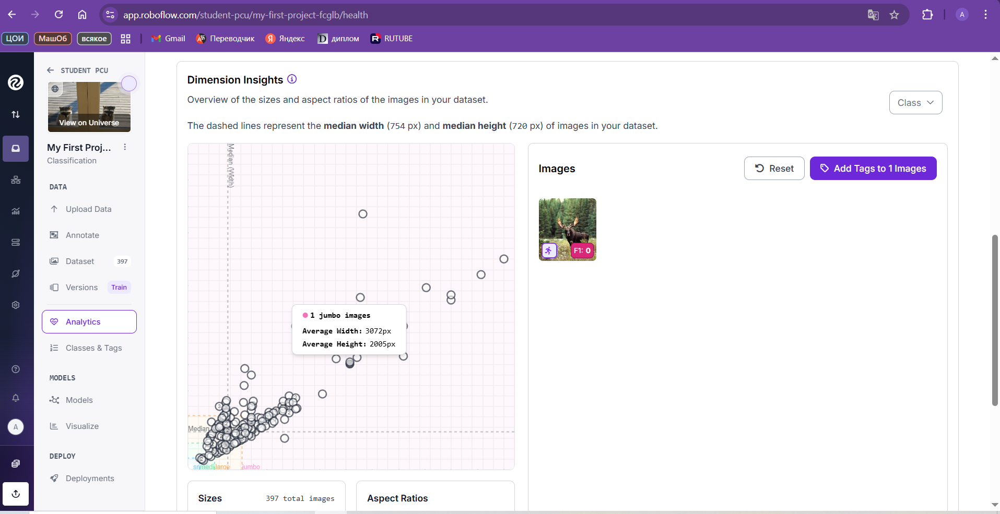 app.roboflow.com/student-pcu/my-first-project-fcglb/health
A
ЦОИ
МашОб
всякое
Gmail
Переводчик
Яндекс
диплом
RUTUBE
STUDENT PCU
View on Universe
My First Proj...
Classification
DATA
Upload Data
Annotate
Dataset 397
Versions Train
Analytics
Classes & Tags
MODELS
Models
Visualize
DEPLOY
Deployments
A
Dimension Insights
Overview of the sizes and aspect ratios of the images in your dataset.
Class
The dashed lines represent the median width (754 px) and median height (720 px) of images in your dataset.
Median (Width)
1 jumbo images
Average Width: 3072px
Average Height: 2005px
Median
large
jumbo
Images
Reset
Add Tags to 1 Images
F1: 0
Sizes
397 total images
Aspect Ratios